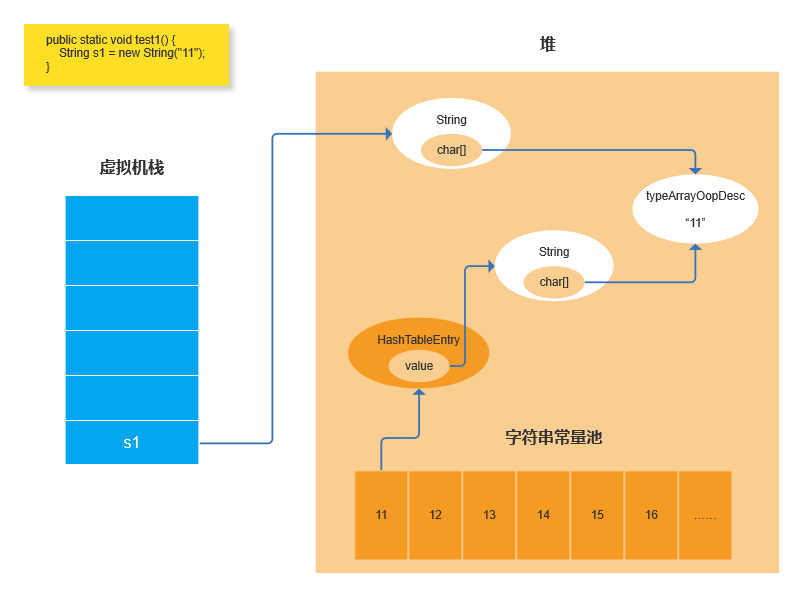 public static void test1() {
String s1 = new String("11");
}
堆
虚拟机栈
String
char[]
typeArrayOopDesc
“11”
String
char[]
HashTableEntry
value
s1
字符串常量池
11
12
13
14
15
16
……